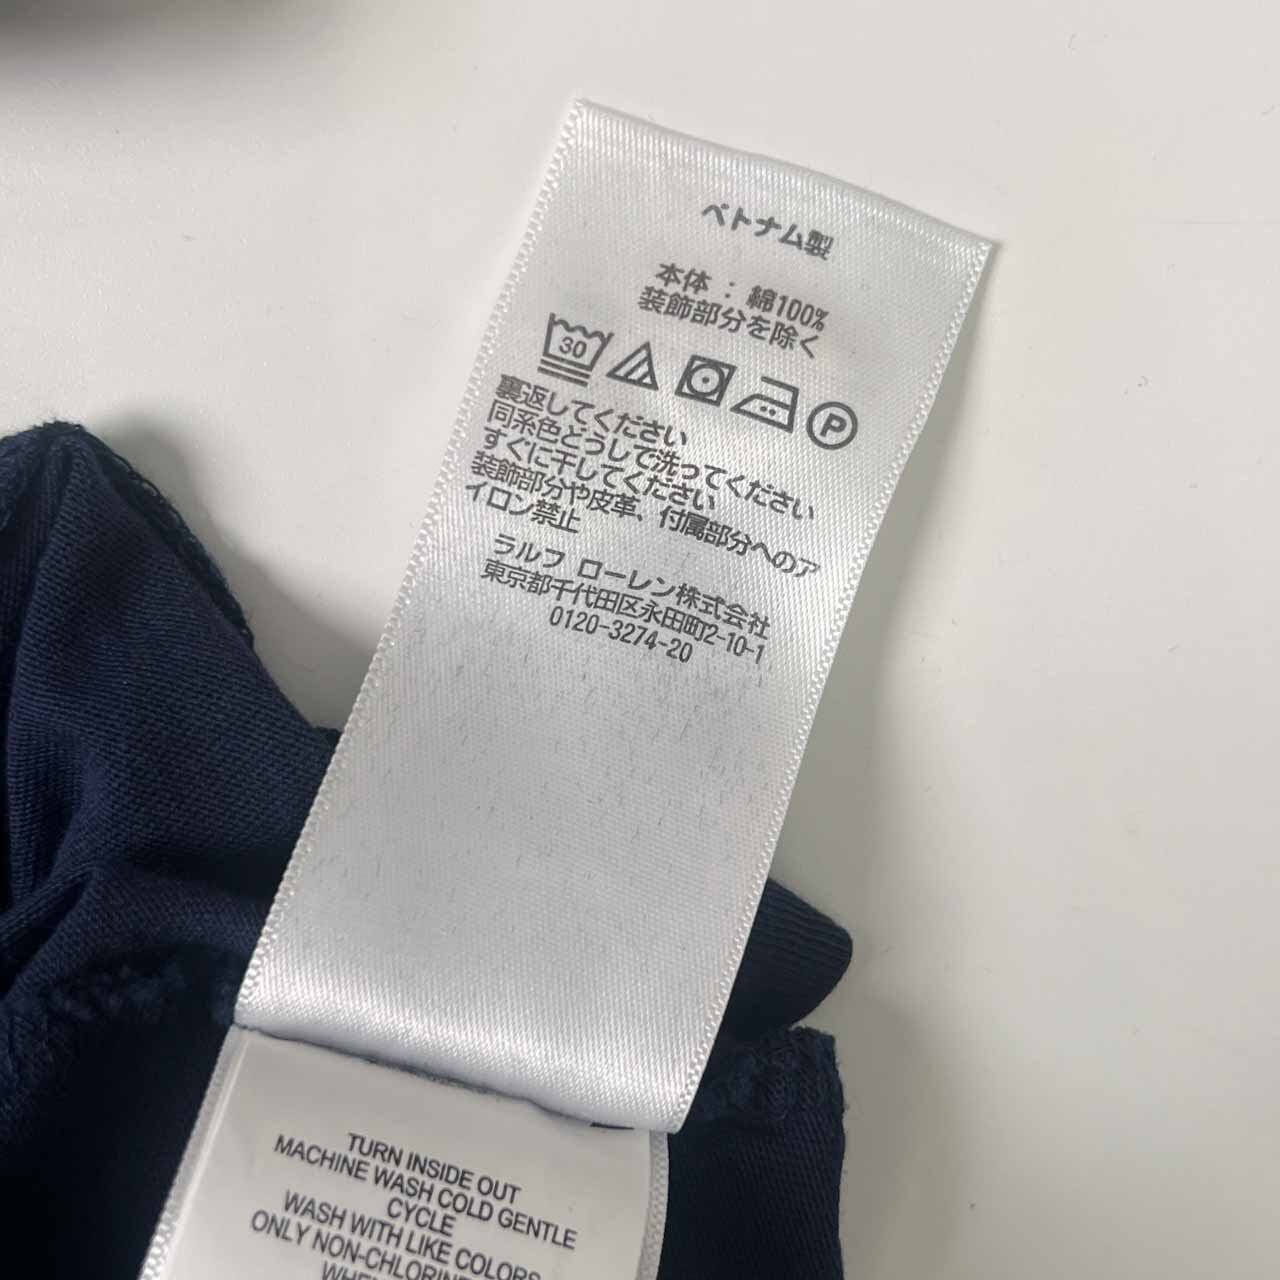 ベトナム製
本体 : 綿100%
装飾部分を除く
30
P
裏返してください
同系色どうしで洗ってください
すぐに干してください
装飾部分や皮革、付属部分へのア
イロン禁止
ラルフ ローレン株式会社
東京都千代田区永田町2-10-1
0120-3274-20
TURN INSIDE OUT
MACHINE WASH COLD GENTLE
CYCLE
WASH WITH LIKE COLORS
ONLY NON-CHLORINE